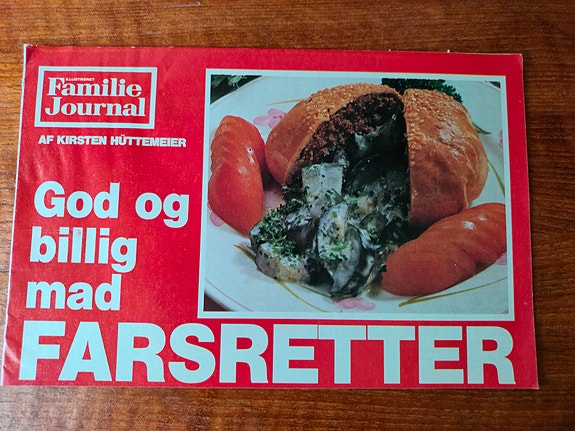 ILLUSTRERET
Familie
Journal
AF KIRSTEN HÜTTEMEIER
God og
billig
mad
FARSRETTER